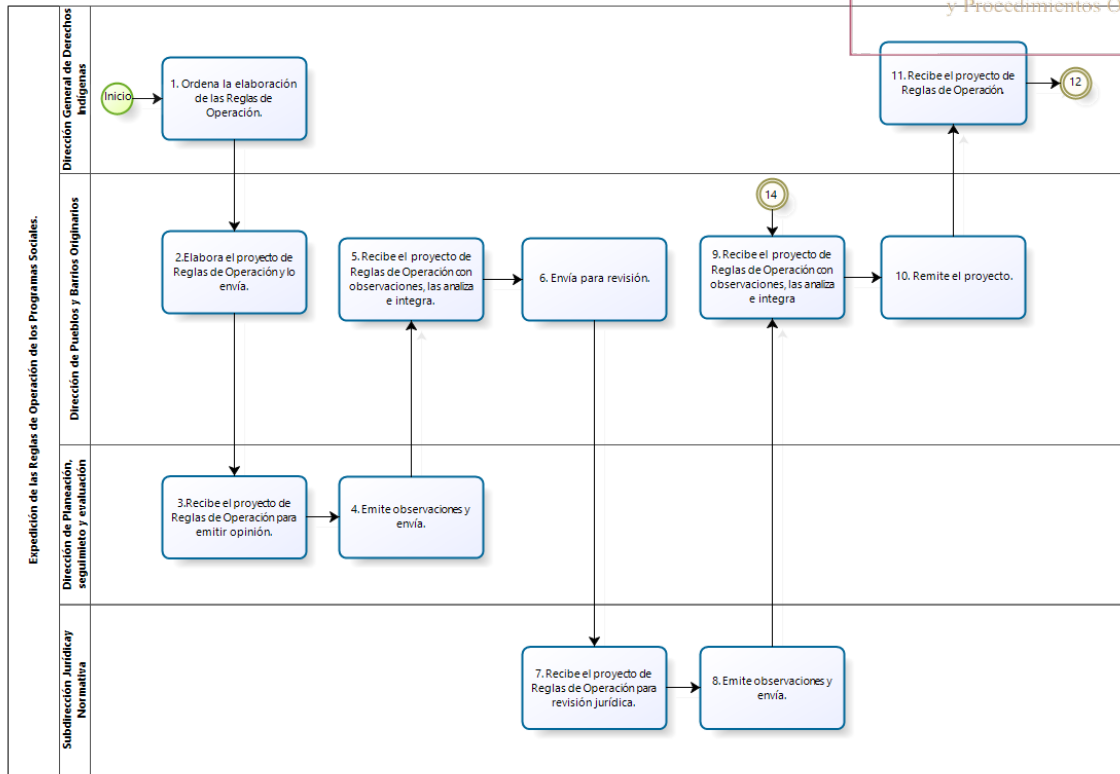 y Procedimientos O
Expedición de las Reglas de Operación de los Programas Sociales.
Dirección General de Derechos
Indígenas
Inicio
1. Ordena la elaboración
de las Reglas de
Operación.
11. Recibe el proyecto de
Reglas de Operación.
12
Dirección de Pueblos y Barrios Originarios
2.Elabora el proyecto de
Reglas de Operación y lo
envía.
5. Recibe el proyecto de
Reglas de Operación con
observaciones, las analiza
e integra.
6. Envía para revisión.
14
9. Recibe el proyecto de
Reglas de Operación con
observaciones, las analiza
e integra
10. Remite el proyecto.
Dirección de Planeación,
seguimieto y evaluación
3.Recibe el proyecto de
Reglas de Operación para
emitir opinión.
4. Emite observaciones y
envía.
Subdirección Jurídicay
Normativa
7. Recibe el proyecto de
Reglas de Operación para
revisión jurídica.
8. Emite observaciones y
envía.